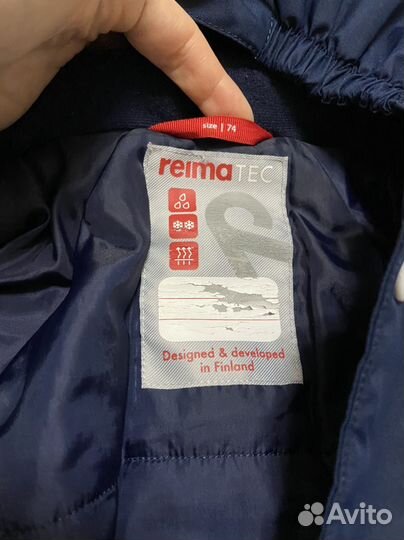 size | 74
reimaTEC
Designed & developed
in Finland
Avito